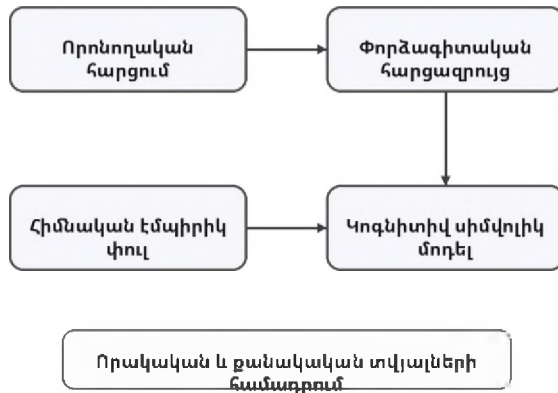 Որոնողական
հարցում
Փորձագիտական
հարցազրույց
Հիմնական էմպիրիկ
փուլ
Կոգնիտիվ սիմվոլիկ
մոդել
Որակական և քանակական տվյալների
համադրում